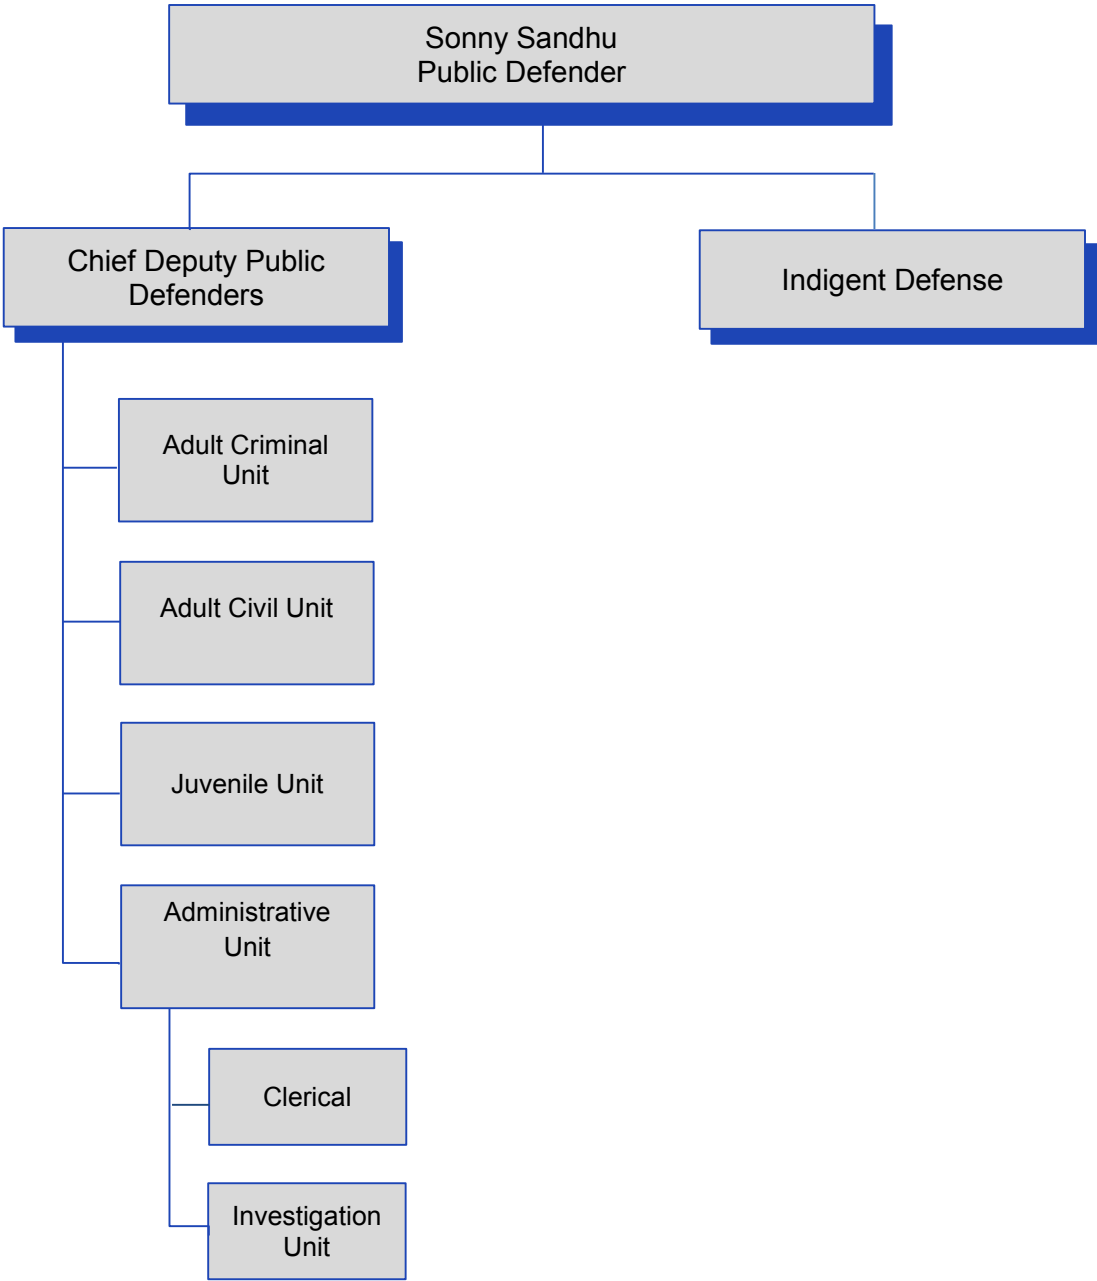 Sonny Sandhu
Public Defender
Chief Deputy Public
Defenders
Indigent Defense
Adult Criminal
Unit
Adult Civil Unit
Juvenile Unit
Administrative
Unit
Clerical
Investigation
Unit